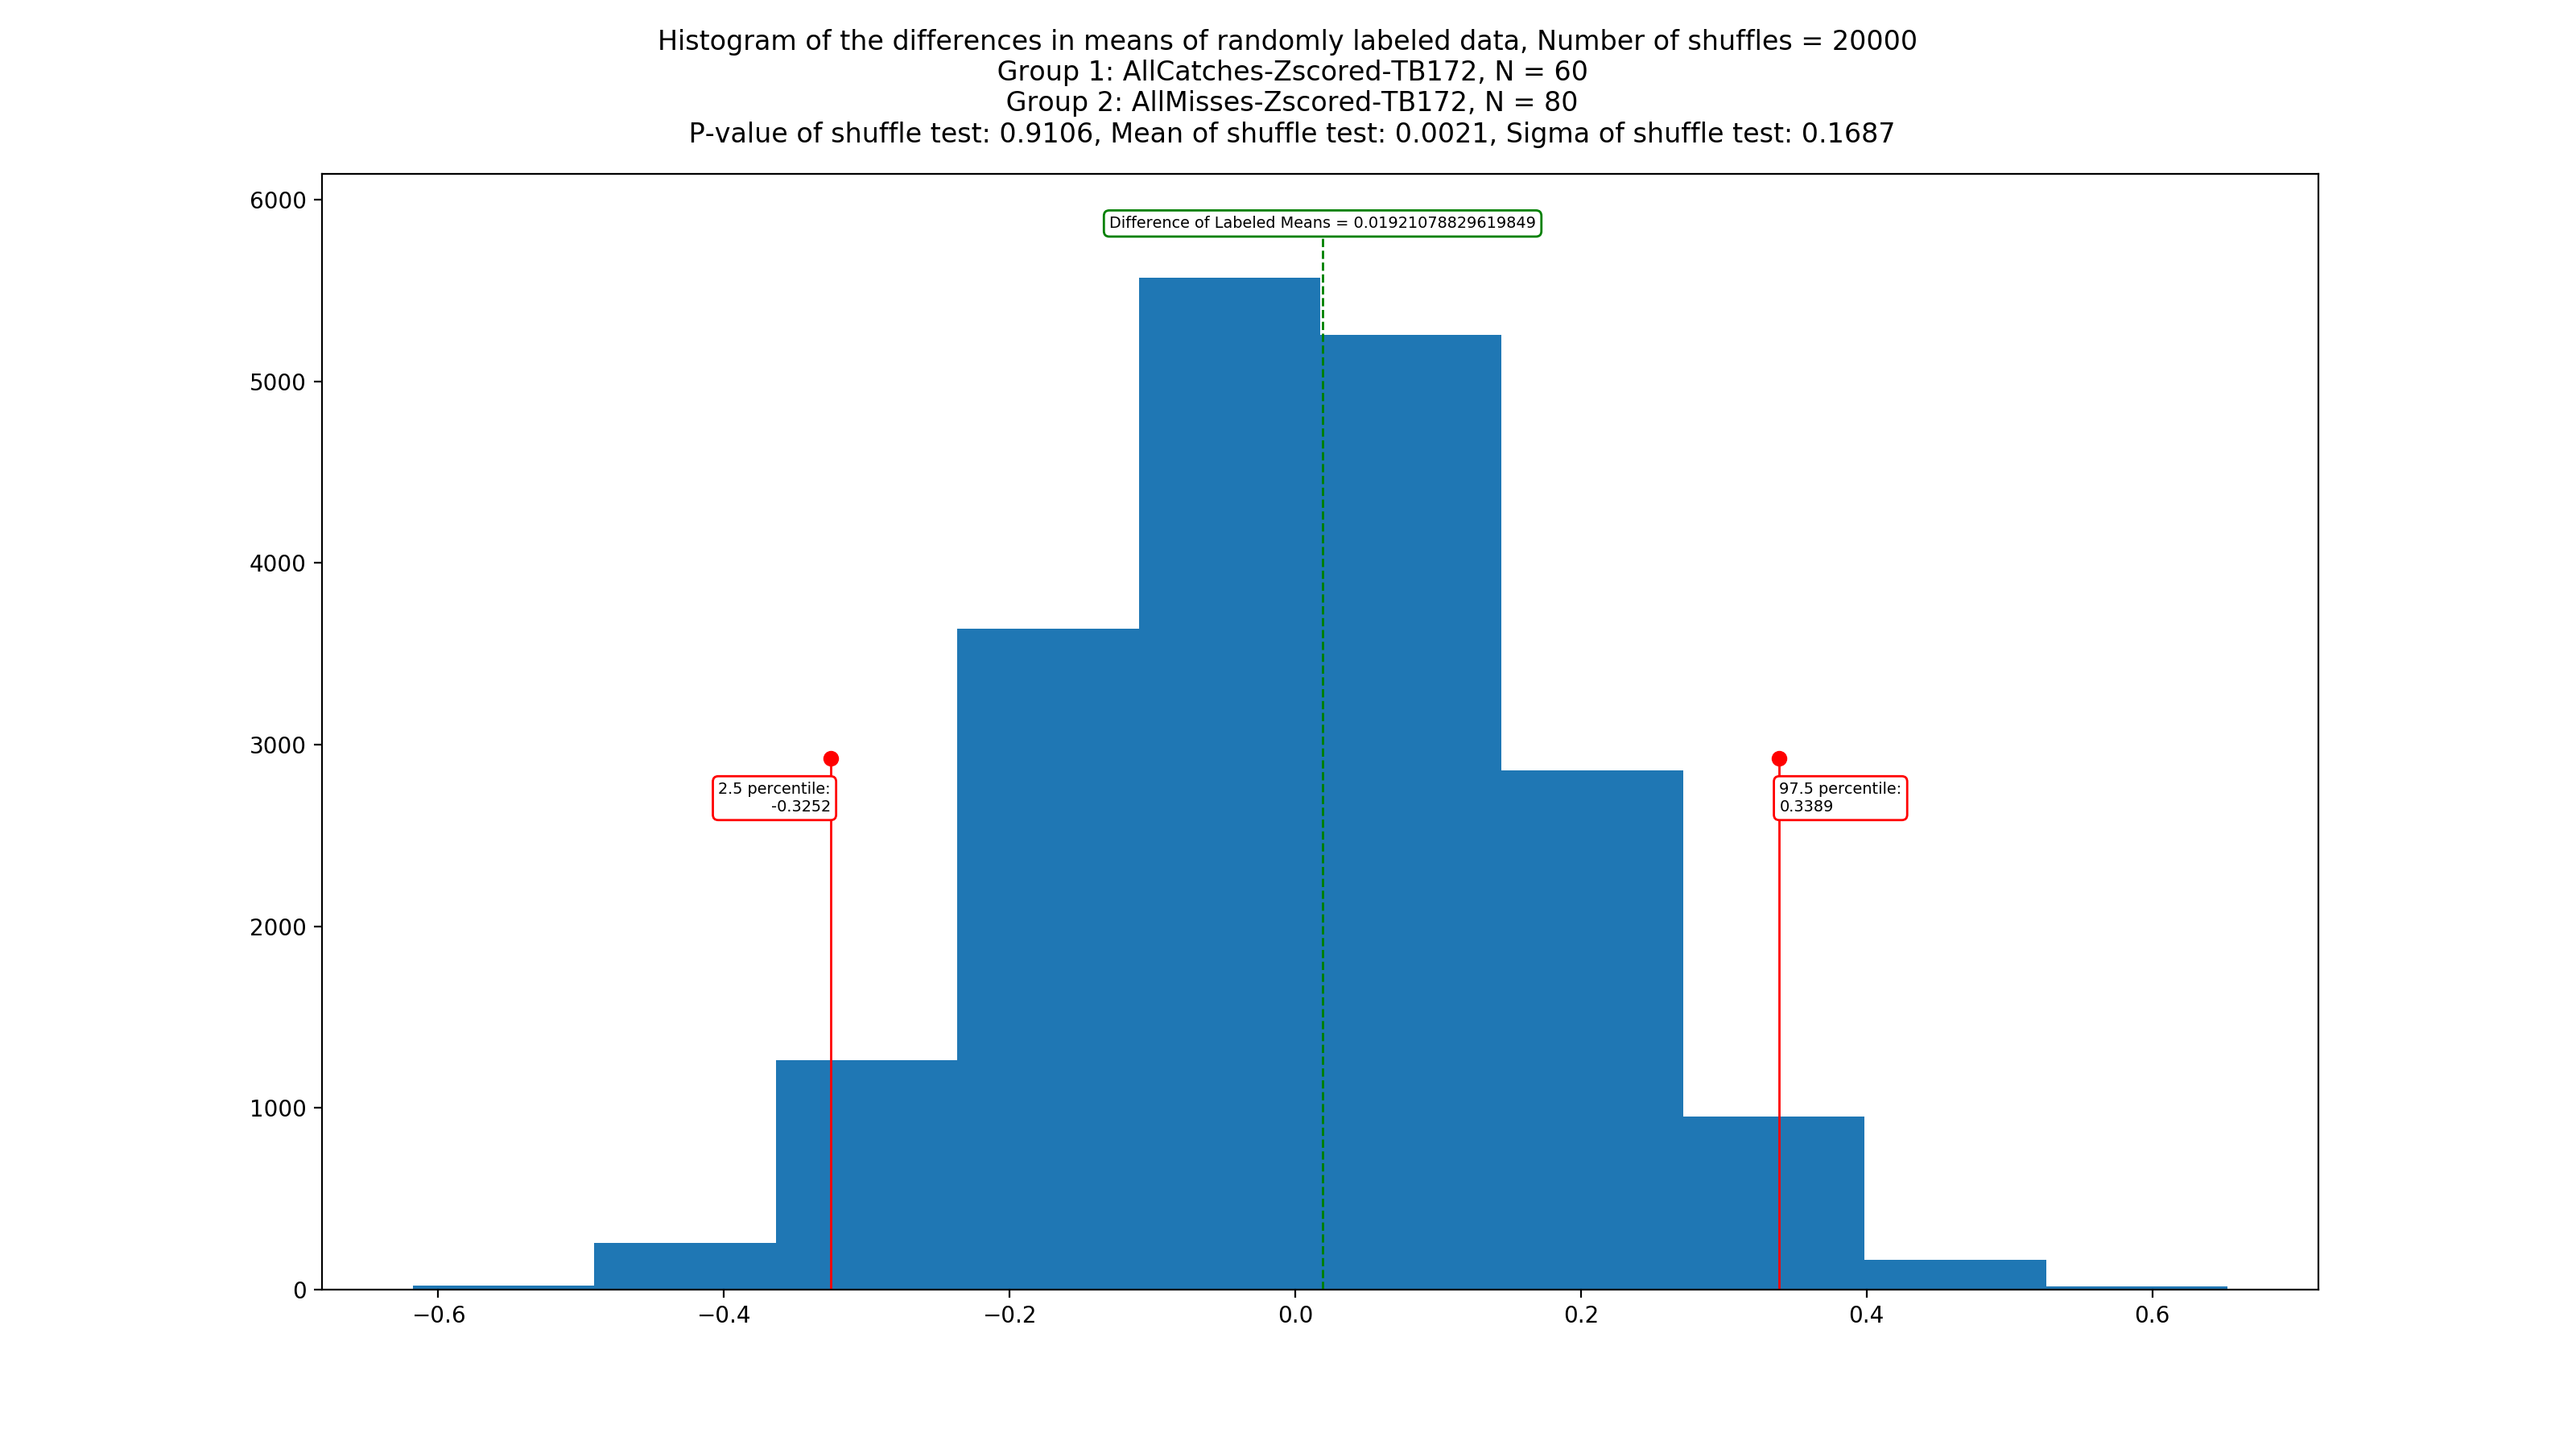 Histogram of the differences in means of randomly labeled data, Number of shuffles = 20000
Group 1: AllCatches-Zscored-TB172, N = 60
Group 2: AllMisses-Zscored-TB172, N = 80
P-value of shuffle test: 0.9106, Mean of shuffle test: 0.0021, Sigma of shuffle test: 0.1687
6000
Difference of Labeled Means = 0.01921078829619849
5000
4000
3000
2.5 percentile:
-0.3252
97.5 percentile:
0.3389
2000
1000
0
−0.6
−0.4
−0.2
0.0
0.2
0.4
0.6